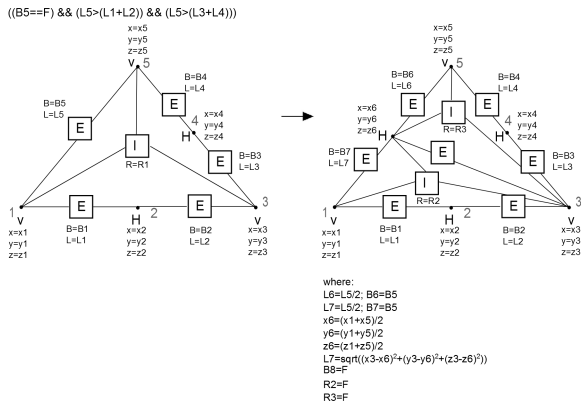 ((B5==F) && (L5>(L1+L2)) && (L5>(L3+L4)))
x=x5
y=y5
z=z5
V 5
B=B5
L=L5
E
B=B4
L=L4
E
4
H
x=x4
y=y4
z=z4
I
R=R1
E
B=B3
L=L3
1
V
x=x1
y=y1
z=z1
E
B=B1
L=L1
H 2
x=x2
y=y2
z=z2
E
B=B2
L=L2
3
V
x=x3
y=y3
z=z3
x=x5
y=y5
z=z5
V 5
B=B6
L=L6
E
B=B4
L=L4
E
x=x6
y=y6
z=z6
H
I
R=R3
4
H
x=x4
y=y4
z=z4
B=B7
L=L7
E
E
E
B=B3
L=L3
I
R=R2
1
V
x=x1
y=y1
z=z1
E
B=B1
L=L1
H 2
x=x2
y=y2
z=z2
E
B=B2
L=L2
3
V
x=x3
y=y3
z=z3
where:
L6=L5/2; B6=B5
L7=L5/2; B7=B5
x6=(x1+x5)/2
y6=(y1+y5)/2
z6=(z1+z5)/2
L7=sqrt((x3-x6)²+(y3-y6)²+(z3-z6)²))
B8=F
R2=F
R3=F